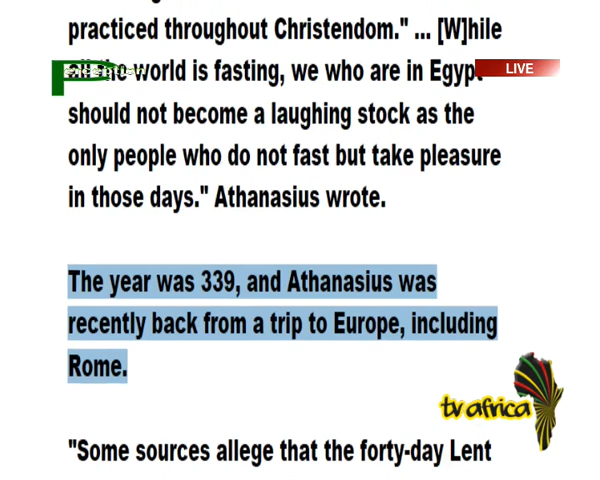 practiced throughout Christendom." ... [W]hile
all the world is fasting, we who are in Egypt
LIVE
should not become a laughing stock as the
only people who do not fast but take pleasure
in those days." Athanasius wrote.
The year was 339, and Athanasius was
recently back from a trip to Europe, including
Rome.
tv africa
"Some sources allege that the forty-day Lent